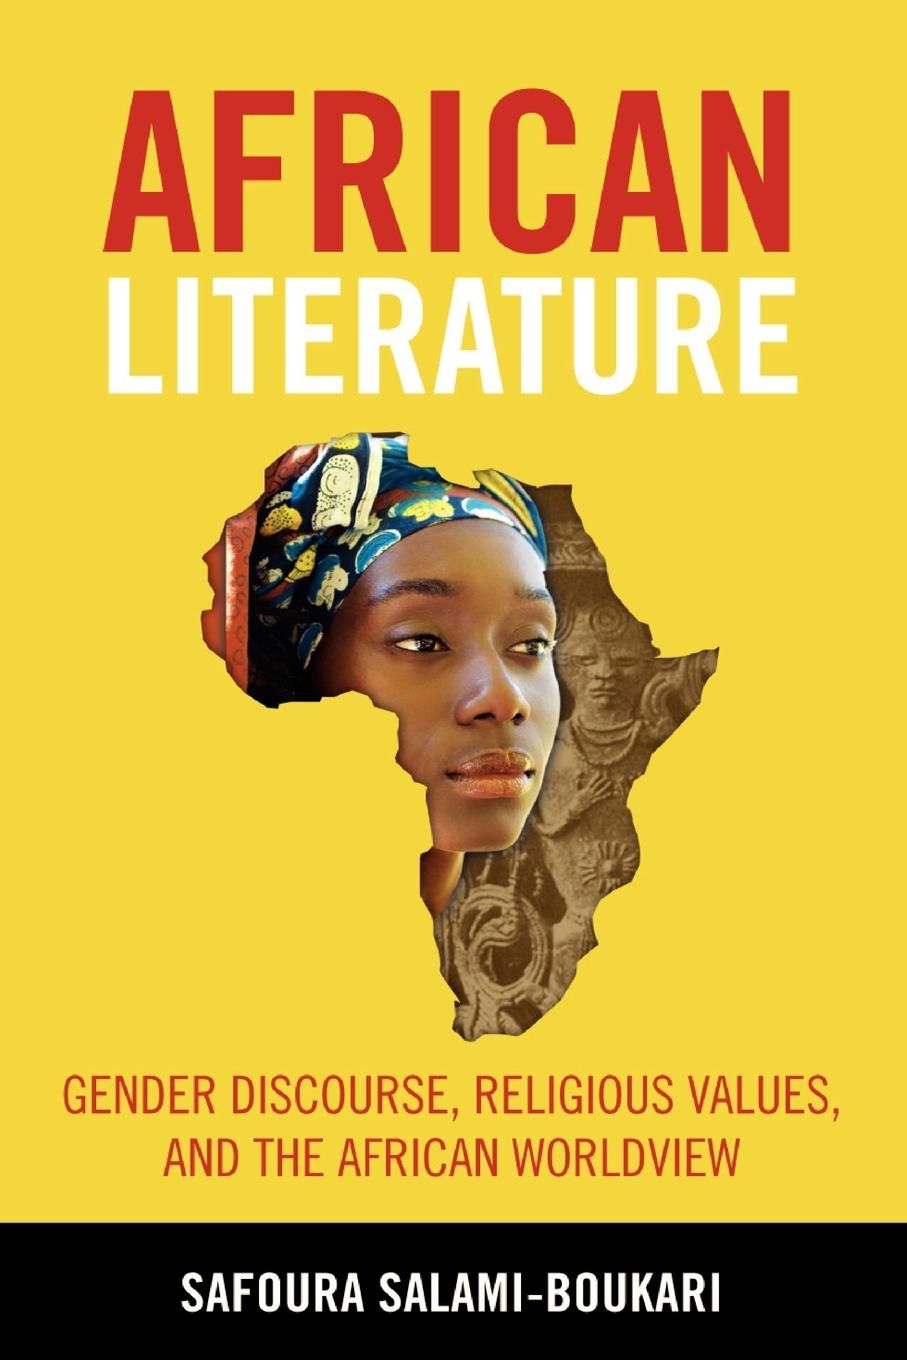 AFRICAN
LITERATURE
GENDER DISCOURSE, RELIGIOUS VALUES,
AND THE AFRICAN WORLDVIEW
SAFOURA SALAMI-BOUKARI